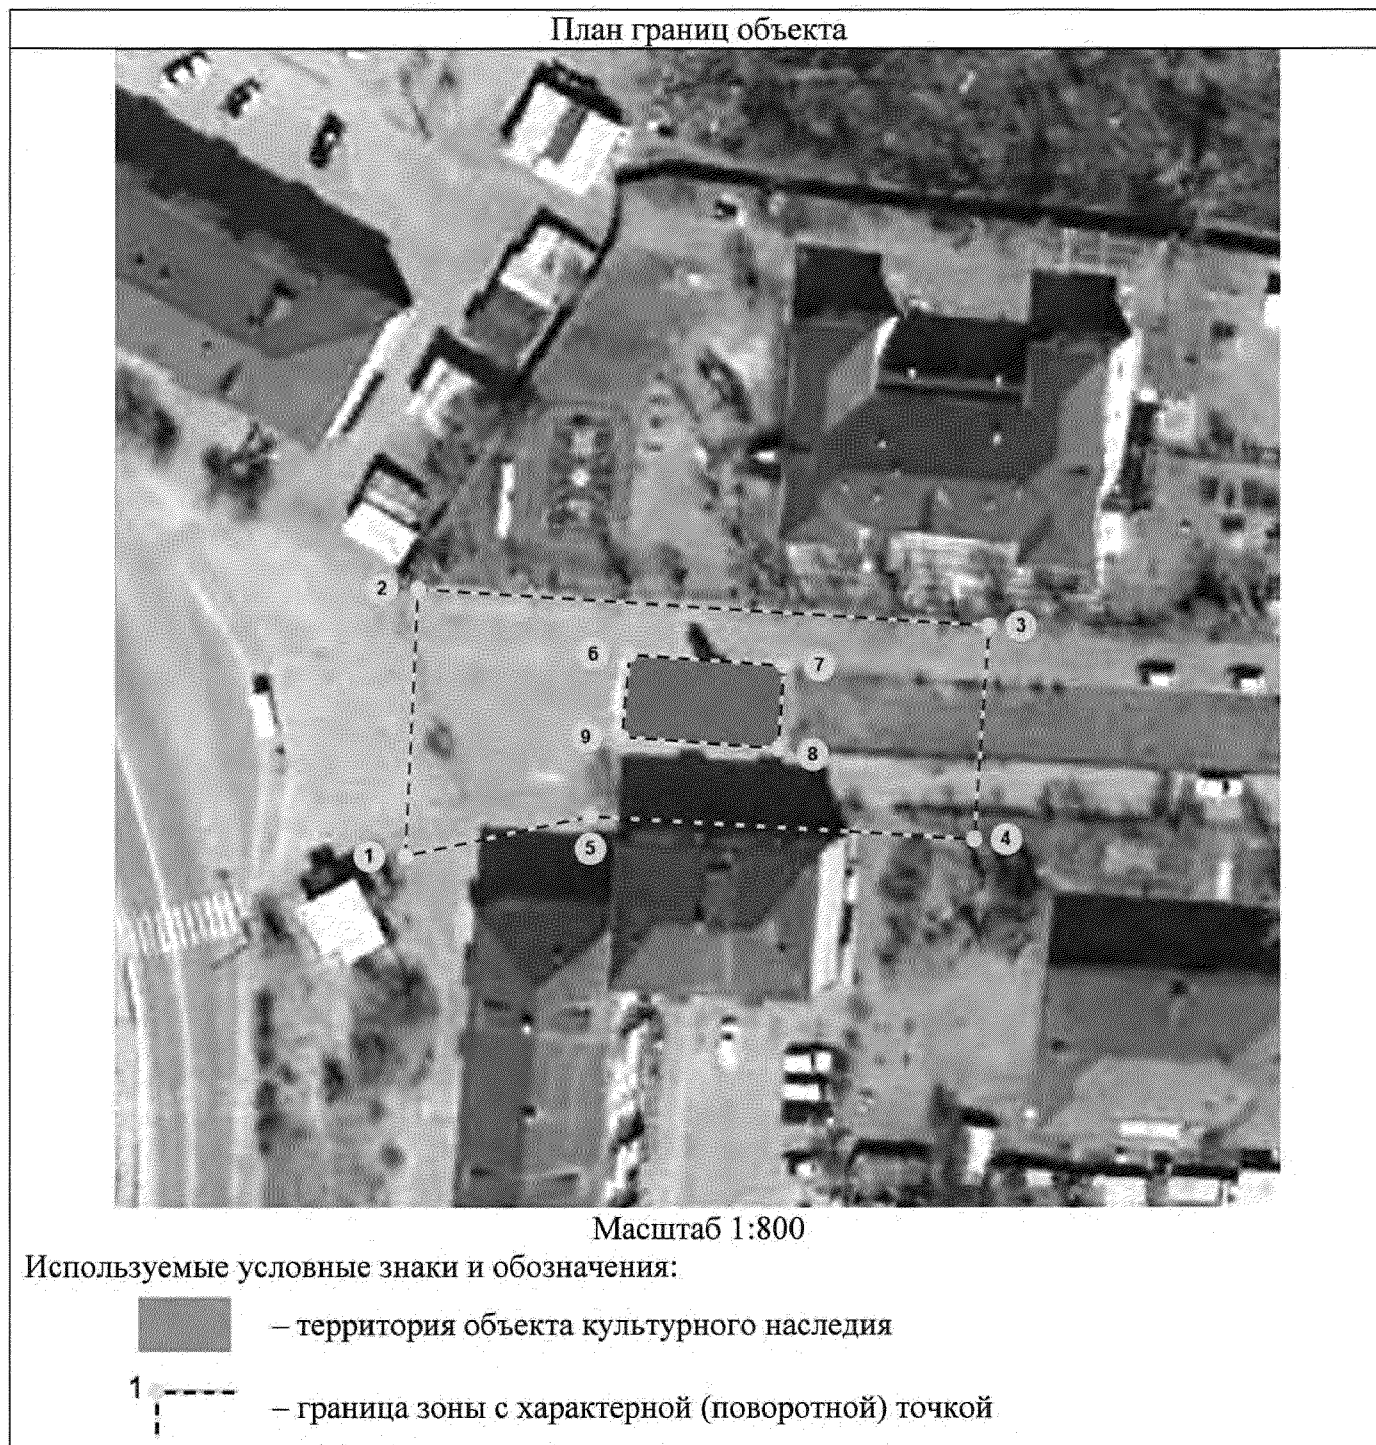 План границ объекта
2
3
6
7
9
8
1
5
4
Масштаб 1:800
Используемые условные знаки и обозначения:
– территория объекта культурного наследия
1
– граница зоны с характерной (поворотной) точкой